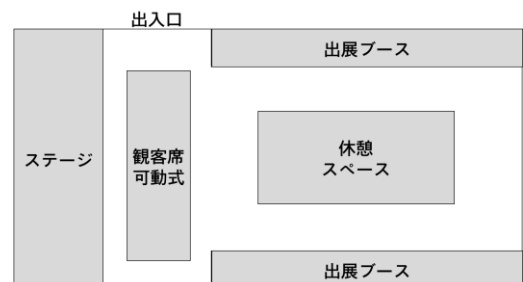 出入口
出展ブース
ステージ
観客席
可動式
休憩
スペース
出展ブース